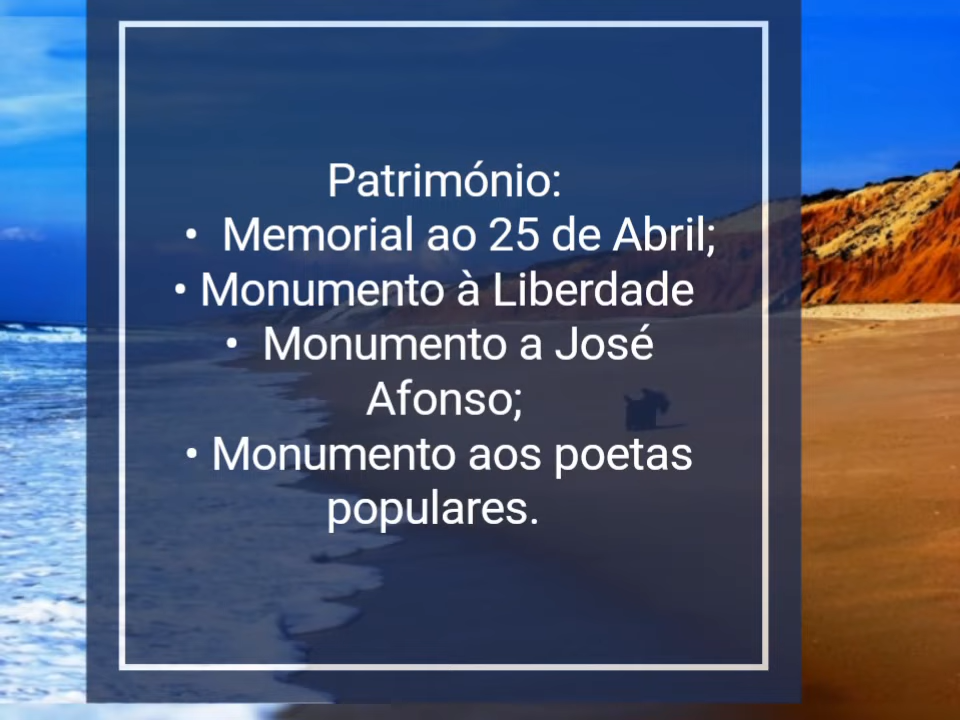 Património:
• Memorial ao 25 de Abril;
• Monumento à Liberdade
• Monumento a José
Afonso;
• Monumento aos poetas
populares.